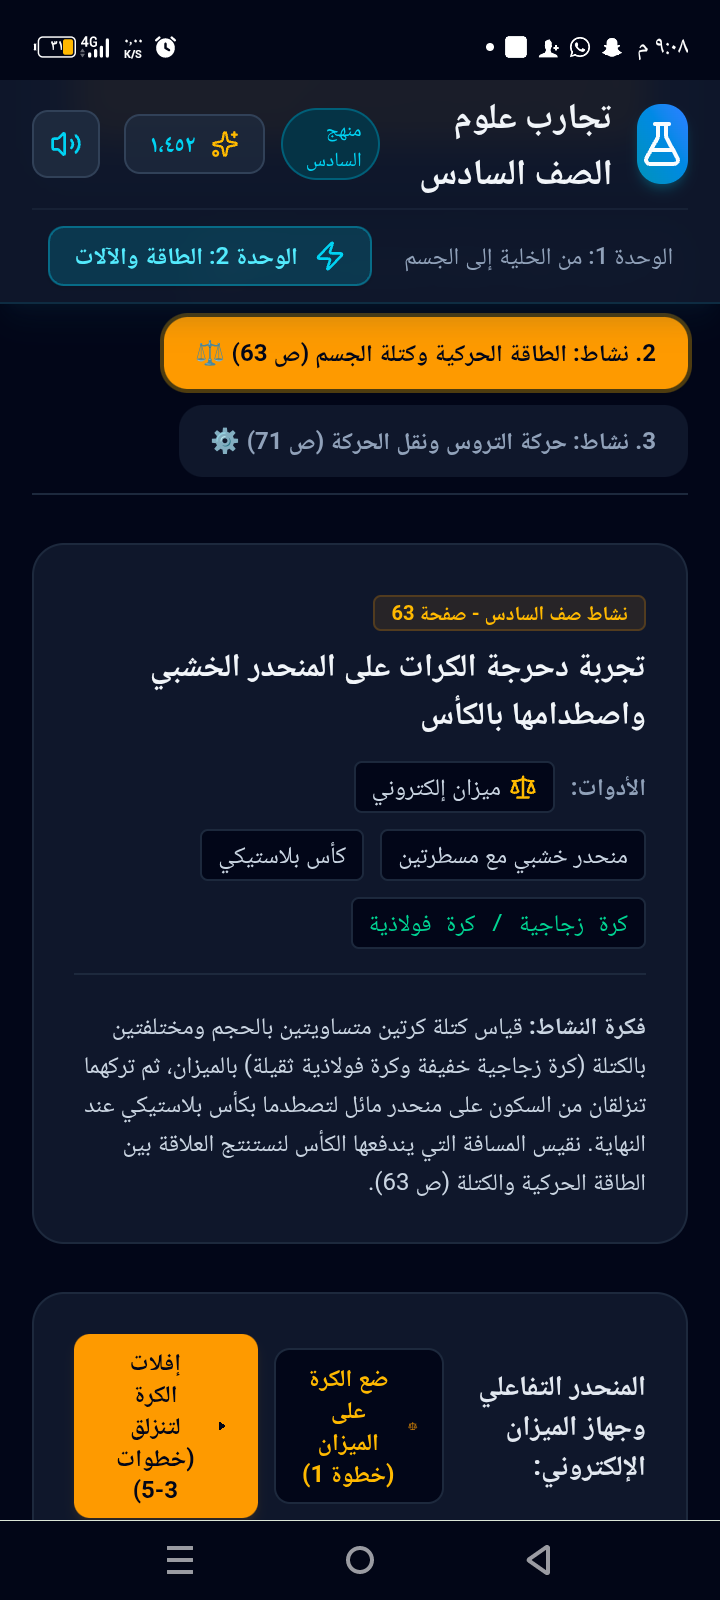 ٩:٠٨ م
4G
٠,٠٠
K/S
٣١
تجارب علوم
الصف السادس
منهج
السادس
١،٤٥٢
الوحدة 1: من الخلية إلى الجسم
الوحدة 2: الطاقة والآلات
2. نشاط: الطاقة الحركية وكتلة الجسم (ص 63)
3. نشاط: حركة التروس ونقل الحركة (ص 71)
نشاط صف السادس - صفحة 63
تجربة دحرجة الكرات على المنحدر الخشبي
واصطدامها بالكأس
الأدوات:
ميزان إلكتروني
منحدر خشبي مع مسطرتين
كأس بلاستيكي
كرة زجاجية / كرة فولاذية
فكرة النشاط: قياس كتلة كرتين متساويتين بالحجم ومختلفتين
بالكتلة (كرة زجاجية خفيفة وكرة فولاذية ثقيلة) بالميزان، ثم تركهما
تنزلقان من السكون على منحدر مائل لتصطدما بكأس بلاستيكي عند
النهاية. نقيس المسافة التي يندفعها الكأس لنستنتج العلاقة بين
الطاقة الحركية والكتلة (ص 63).
المنحدر التفاعلي
وجهاز الميزان
الإلكتروني:
ضع الكرة
على
الميزان
(خطوة 1)
إفلات
الكرة
لتنزلق
(خطوات
3-5)